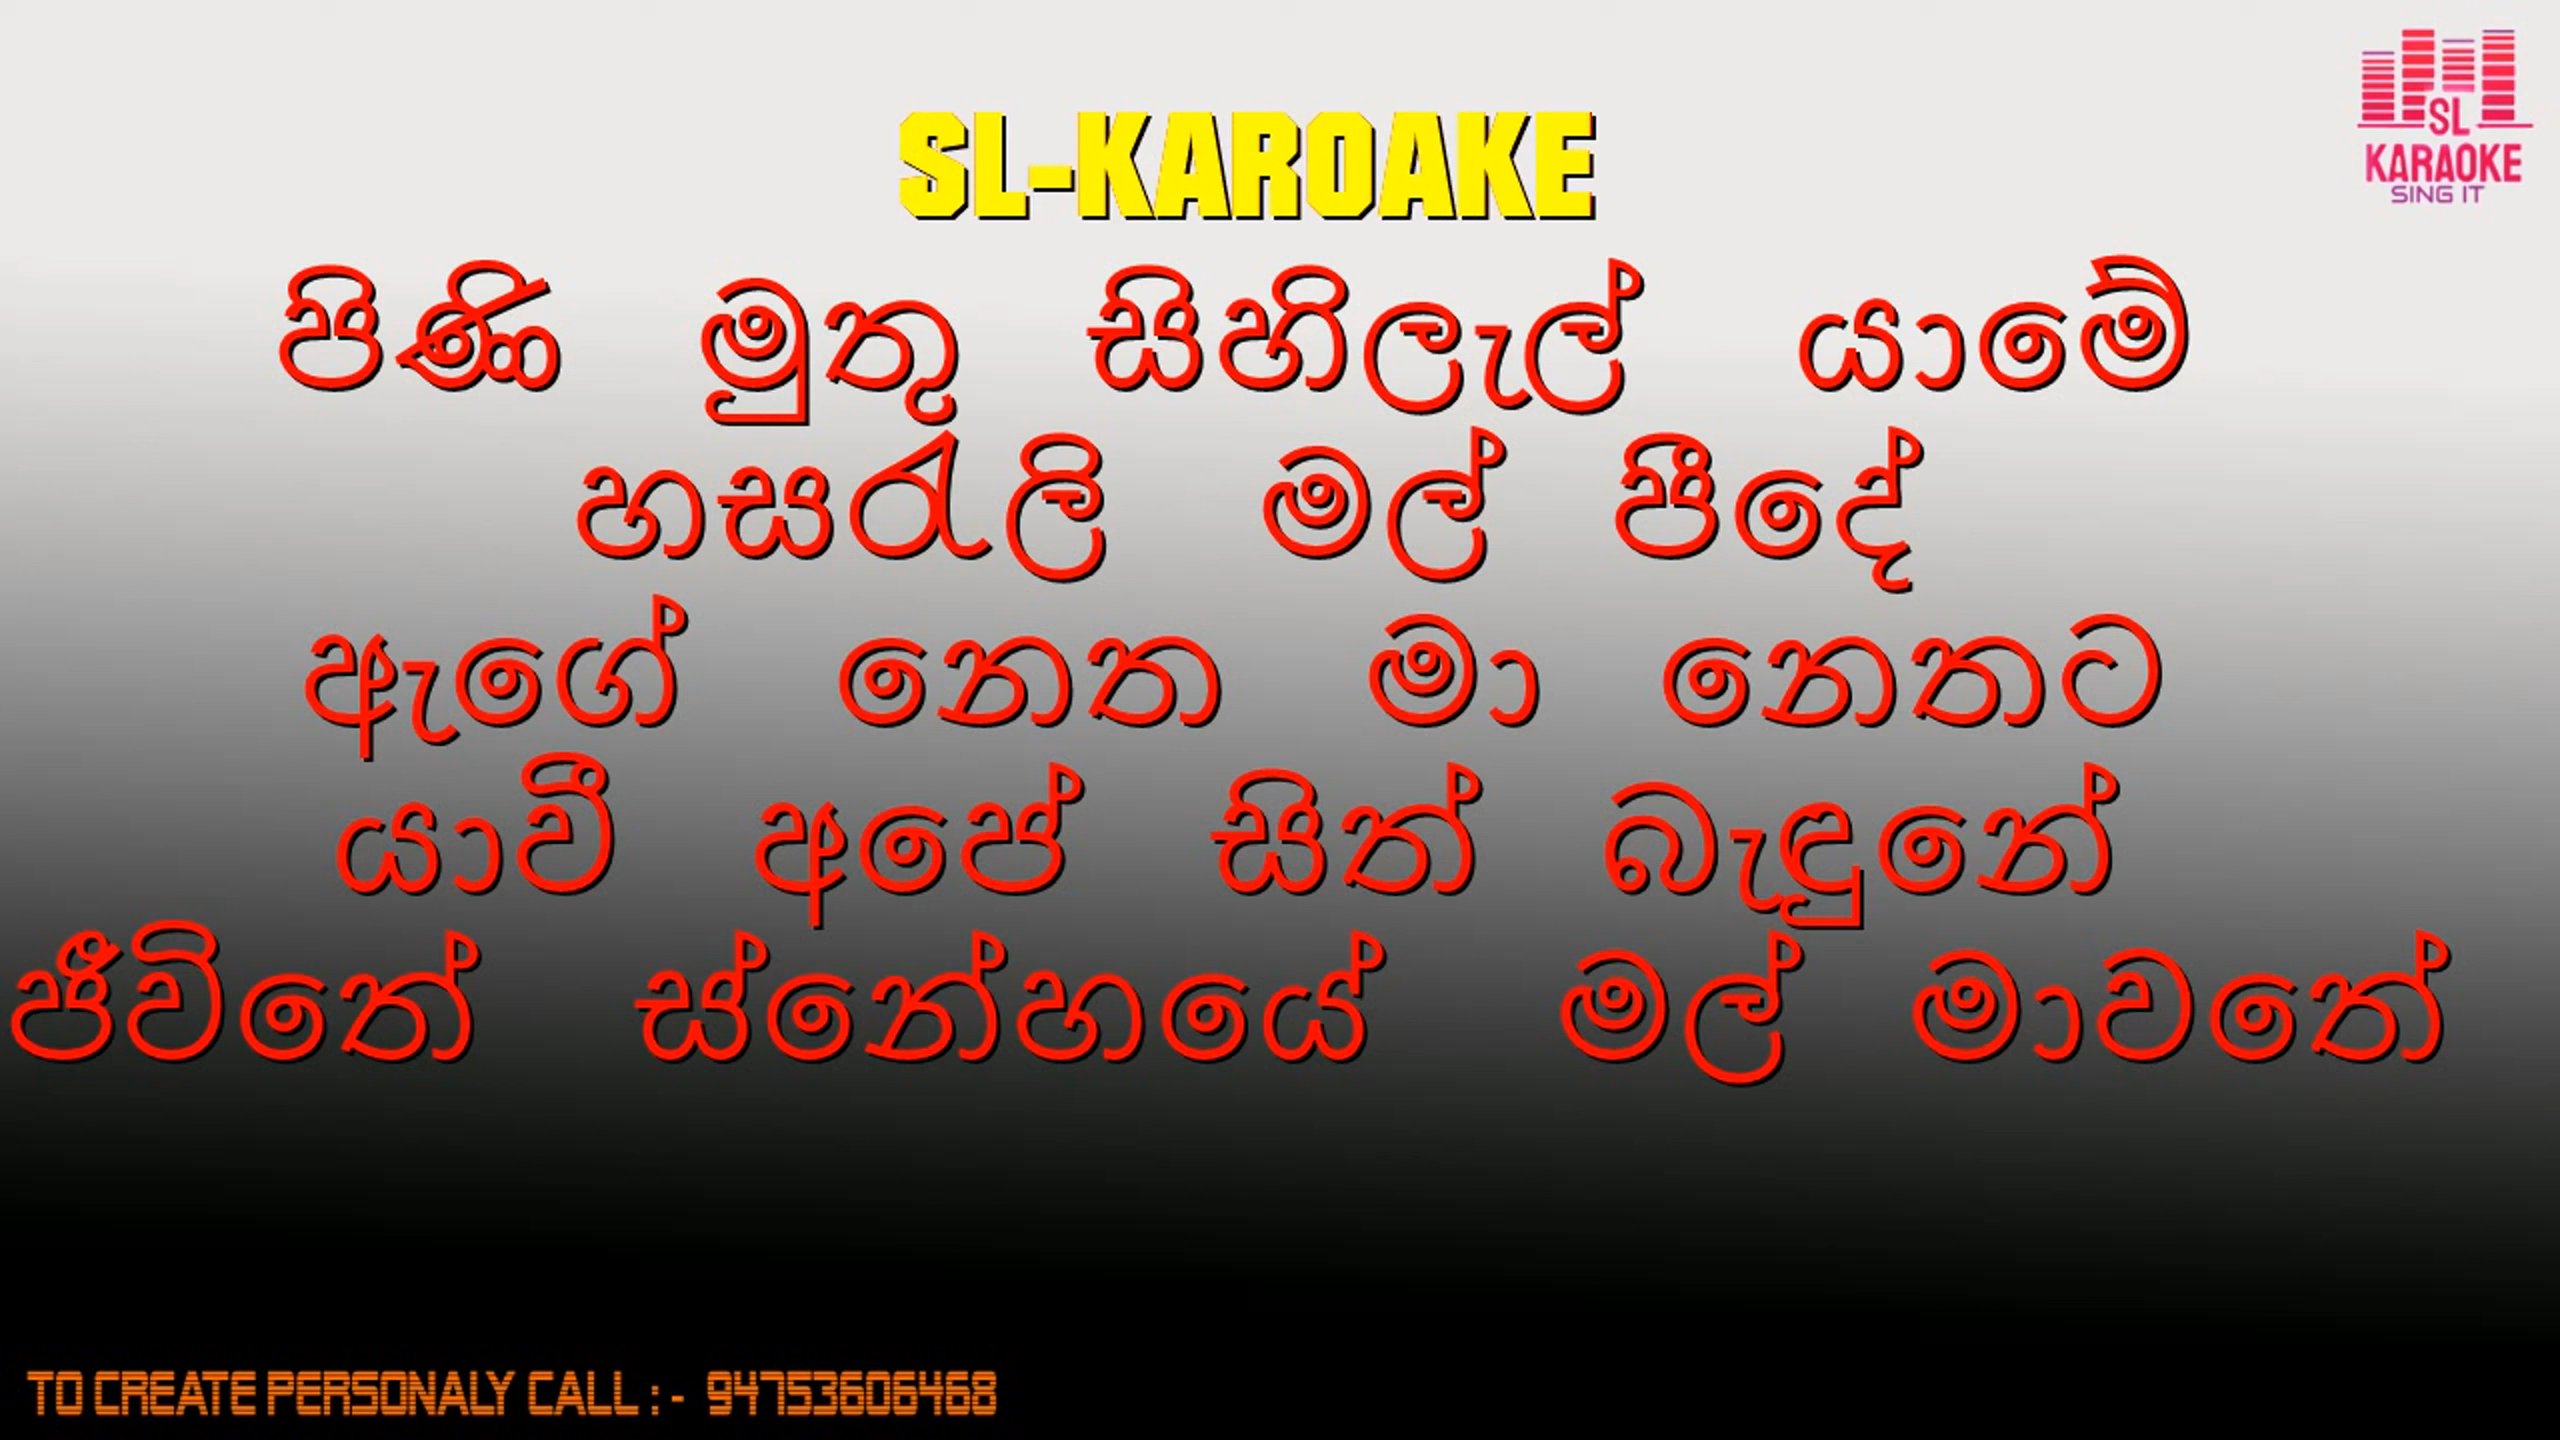 SL
KARAOKE
SING IT
SL-KAROAKE
පිණි මුතු සිහිලැල් යාමේ
හසරැලි මල් පීදේ
ඇගේ නෙත මා නෙතට
යාවී අපේ සිත් බැඳුනේ
ජීවිතේ ස්නේහයේ මල් මාවතේ
TO CREATE PERSONALY CALL :- 94753606468